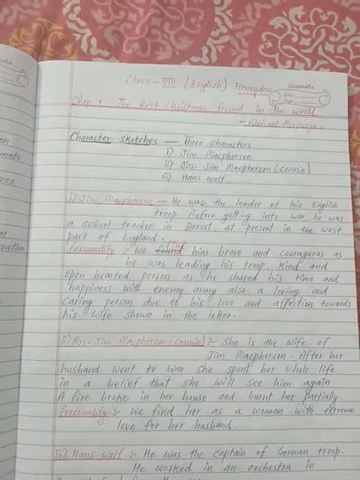 Class - VIII (English) Honeydew
classmate
Chap 1 The Best Christmas Present in the World
- Michael Morpurgo
Character Sketches - Three characters
i) Jim Macpherson
ii) Mrs. Jim Macpherson (Connie)
iii) Hans Wolf
i) Jim Macpherson - He was the leader of his English
troop Before getting into war he was
a school teacher in Dorset, at present in the west
part of England.
Personality :- We find him brave and courageous as
he was leading his troop. Kind and
open hearted person as he shared his time and
happiness with enemy army also a loving and
caring person due to his love and affection towards
his wife shown in the letter.
ii) Mrs. Jim Macpherson (Connie) :- She is the wife of
Jim Macpherson. After her
husband went to war she spent her whole life
in a belief that she will see him again
A fire broke in her house and burnt her partially.
Personality :- We find her as a woman with extreme
love for her husband.
iii) Hans Wolf :- He was the captain of German troop.
He worked in an orchestra in